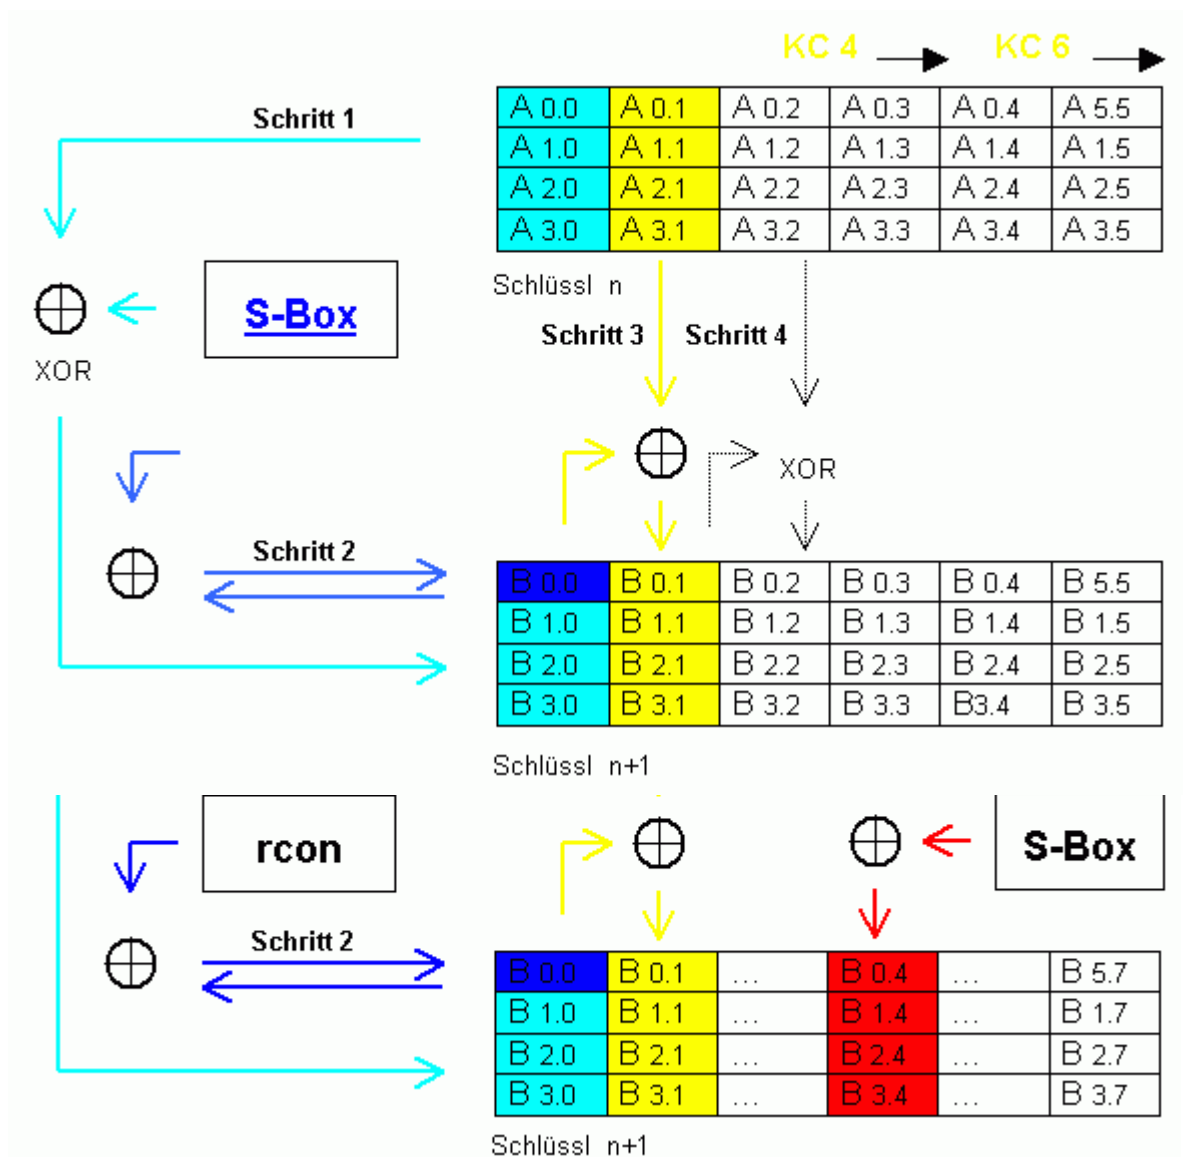 KC 4 KC 6
Schritt 1
A 0.0 A 0.1 A 0.2 A 0.3 A 0.4 A 5.5
A 1.0 A 1.1 A 1.2 A 1.3 A 1.4 A 1.5
A 2.0 A 2.1 A 2.2 A 2.3 A 2.4 A 2.5
A 3.0 A 3.1 A 3.2 A 3.3 A 3.4 A 3.5
Schlüssl n
S-Box
XOR
Schritt 3 Schritt 4
XOR
Schritt 2
B 0.0 B 0.1 B 0.2 B 0.3 B 0.4 B 5.5
B 1.0 B 1.1 B 1.2 B 1.3 B 1.4 B 1.5
B 2.0 B 2.1 B 2.2 B 2.3 B 2.4 B 2.5
B 3.0 B 3.1 B 3.2 B 3.3 B3.4 B 3.5
Schlüssl n+1
rcon
S-Box
Schritt 2
B 0.0 B 0.1 ... B 0.4 ... B 5.7
B 1.0 B 1.1 ... B 1.4 ... B 1.7
B 2.0 B 2.1 ... B 2.4 ... B 2.7
B 3.0 B 3.1 ... B 3.4 ... B 3.7
Schlüssl n+1